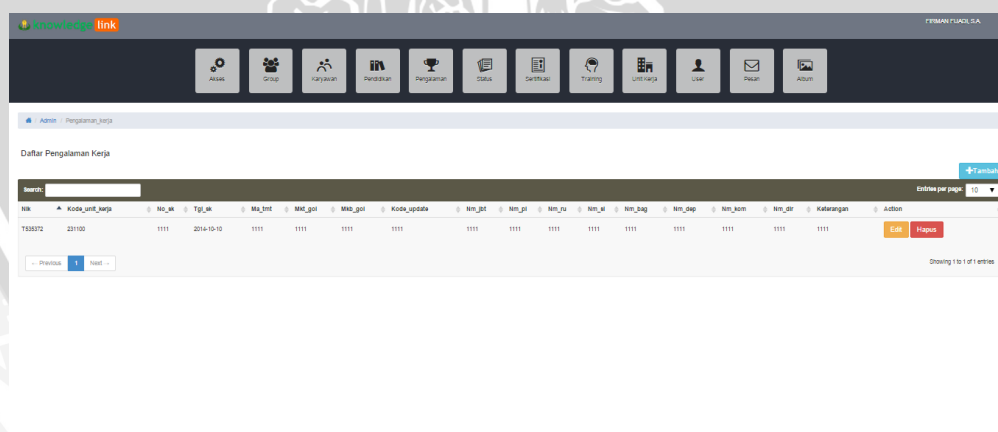 knowledge link
FIRMAN FUADI, S.A.
Akses Group Karyawan Pendidikan Pengalaman Status Sertifikasi Training Unit Kerja User Pesan Album
Admin / Pengalaman_kerja
Daftar Pengalaman Kerja
+Tambah
Search:
Entries per page: 10
Nik Kode_unit_kerja No_sk Tgl_sk Ma_tmt Mkt_gol Mkb_gol Kode_update Nm_jbt Nm_pl Nm_ru Nm_si Nm_bag Nm_dep Nm_kom Nm_dir Keterangan Action
TS35372 231100 1111 2014-10-10 1111 1111 1111 1111 1111 1111 1111 1111 1111 1111 1111 1111 1111 Edit Hapus
← Previous 1 Next →
Showing 1 to 1 of 1 entries